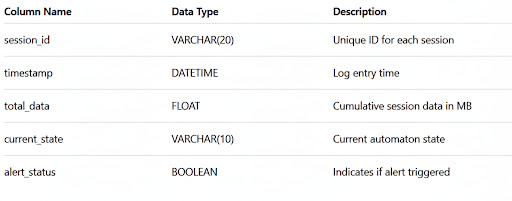 Column Name Data Type Description
session_id VARCHAR(20) Unique ID for each session
timestamp DATETIME Log entry time
total_data FLOAT Cumulative session data in MB
current_state VARCHAR(10) Current automaton state
alert_status BOOLEAN Indicates if alert triggered